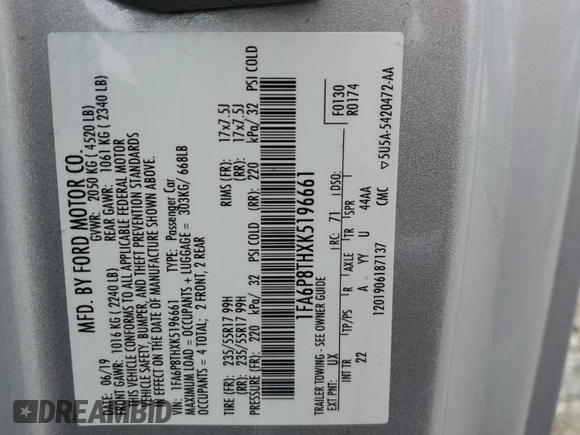 MFD. BY FORD MOTOR CO.
DATE: 06/19 GVWR: 2050 KG ( 4520 LB)
FRONT GAWR: 1016 KG (2240 LB) REAR GAWR: 1061 KG ( 2340 LB)
THIS VEHICLE CONFORMS TO ALL APPLICABLE FEDERAL MOTOR
VEHICLE SAFETY, BUMPER, AND THEFT PREVENTION STANDARDS
IN EFFECT ON THE DATE OF MANUFACTURE SHOWN ABOVE.
VIN: 1FA6P8THXK5196661 TYPE: Passenger Car
MAXIMUM LOAD = OCCUPANTS + LUGGAGE = 303KG/ 668LB
OCCUPANTS = 4 TOTAL; 2 FRONT, 2 REAR
TIRE (FR): 235/55R17 99H RIMS (FR): 17x7.5J
TIRE (RR): 235/55R17 99H (RR): 17x7.5J
PRESSURE (FR): 220 kPa/ 32 PSI COLD (RR): 220 kPa/ 32 PSI COLD
1FA6P8THXK5196661
F0130
R0174
TRAILER TOWING - SEE OWNER GUIDE
EXT PNT: UX RC: 71 DSO:
INT TR TP/PS R AXLE TR SPR
22 A YY U 44AA
1201906187137 CMC ▽5U5A-5420472-AA
DREAMBID